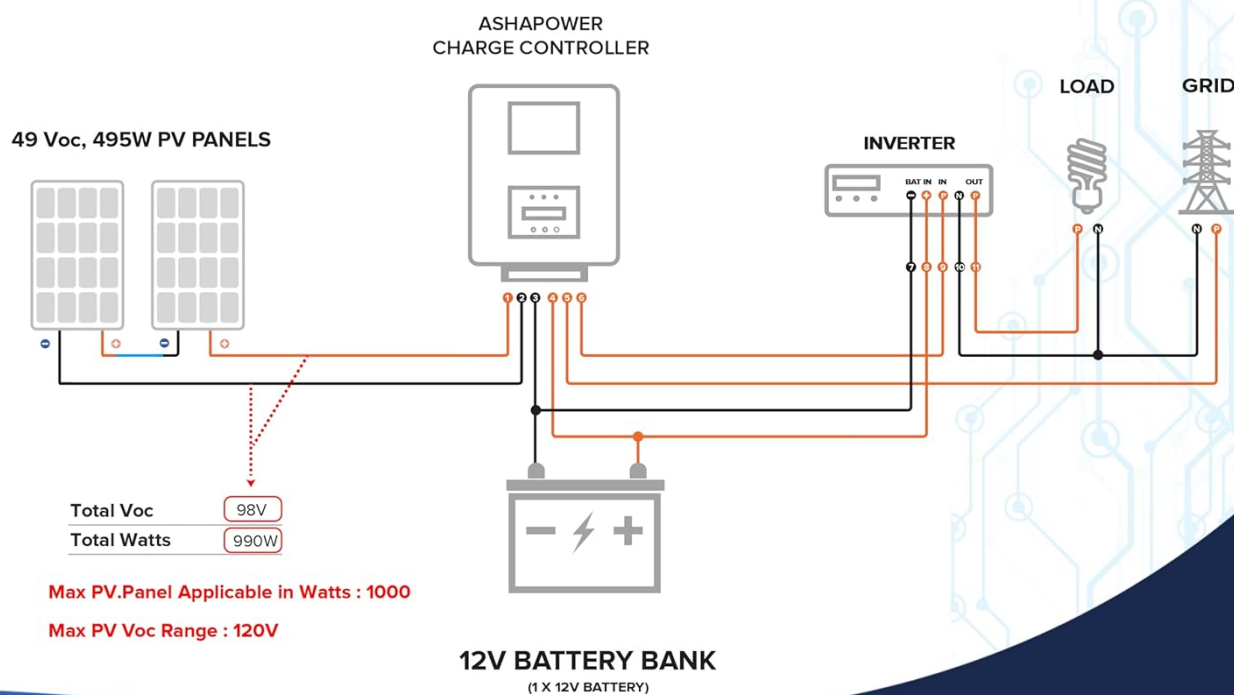 ASHAPOWER
CHARGE CONTROLLER
LOAD
GRID
49 Voc, 495W PV PANELS
INVERTER
BAT IN IN OUT
- + P N P
P N
N P
7 8 9 10 11
1 2 3 4 5 6
- + - +
Total Voc 98V
Total Watts 990W
- +
Max PV.Panel Applicable in Watts : 1000
Max PV Voc Range : 120V
12V BATTERY BANK
(1 X 12V BATTERY)